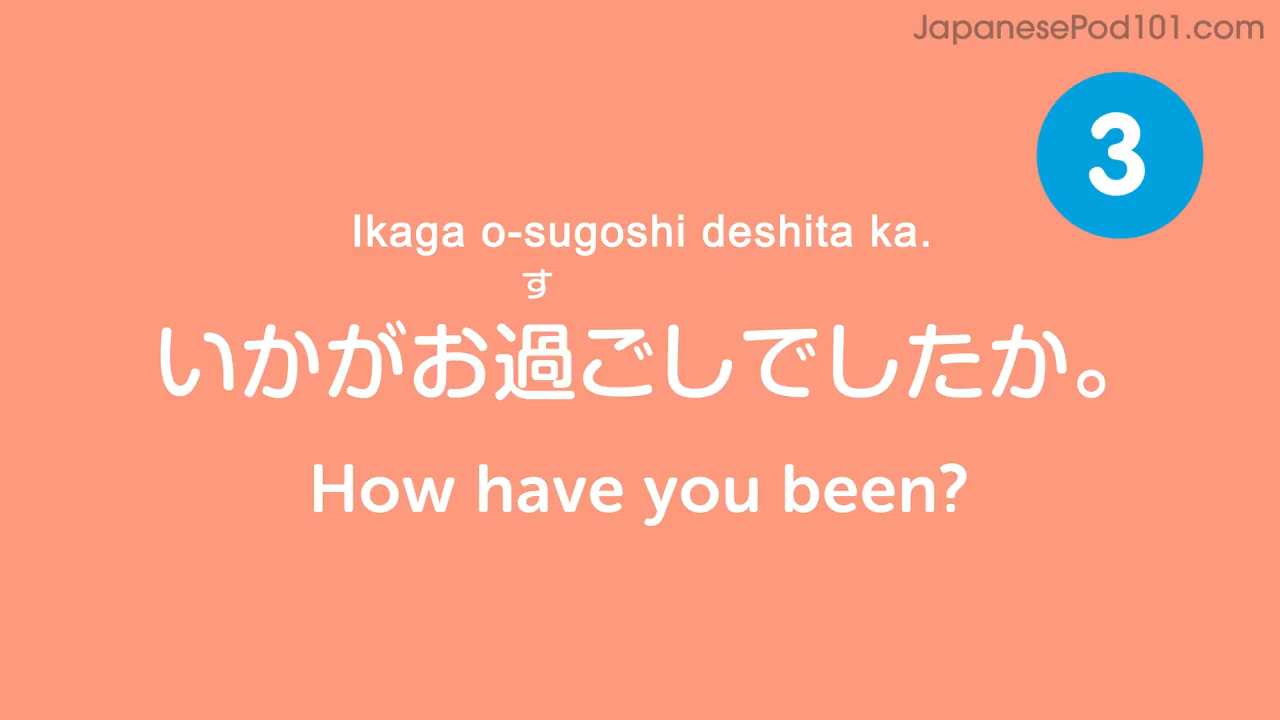 JapanesePod101.com
3
Ikaga o-sugoshi deshita ka.
す
いかがお過ごしでしたか。
How have you been?